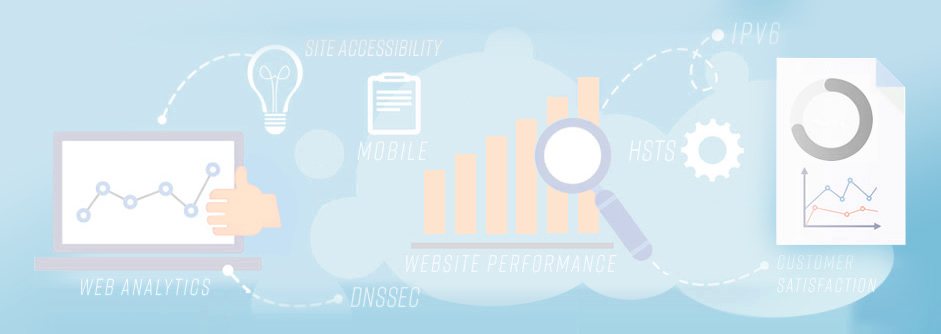 IPV6
SITE ACCESSIBILITY
MOBILE
HSTS
WEBSITE PERFORMANCE
CUSTOMER
SATISFACTION
WEB ANALYTICS
DNSSEC